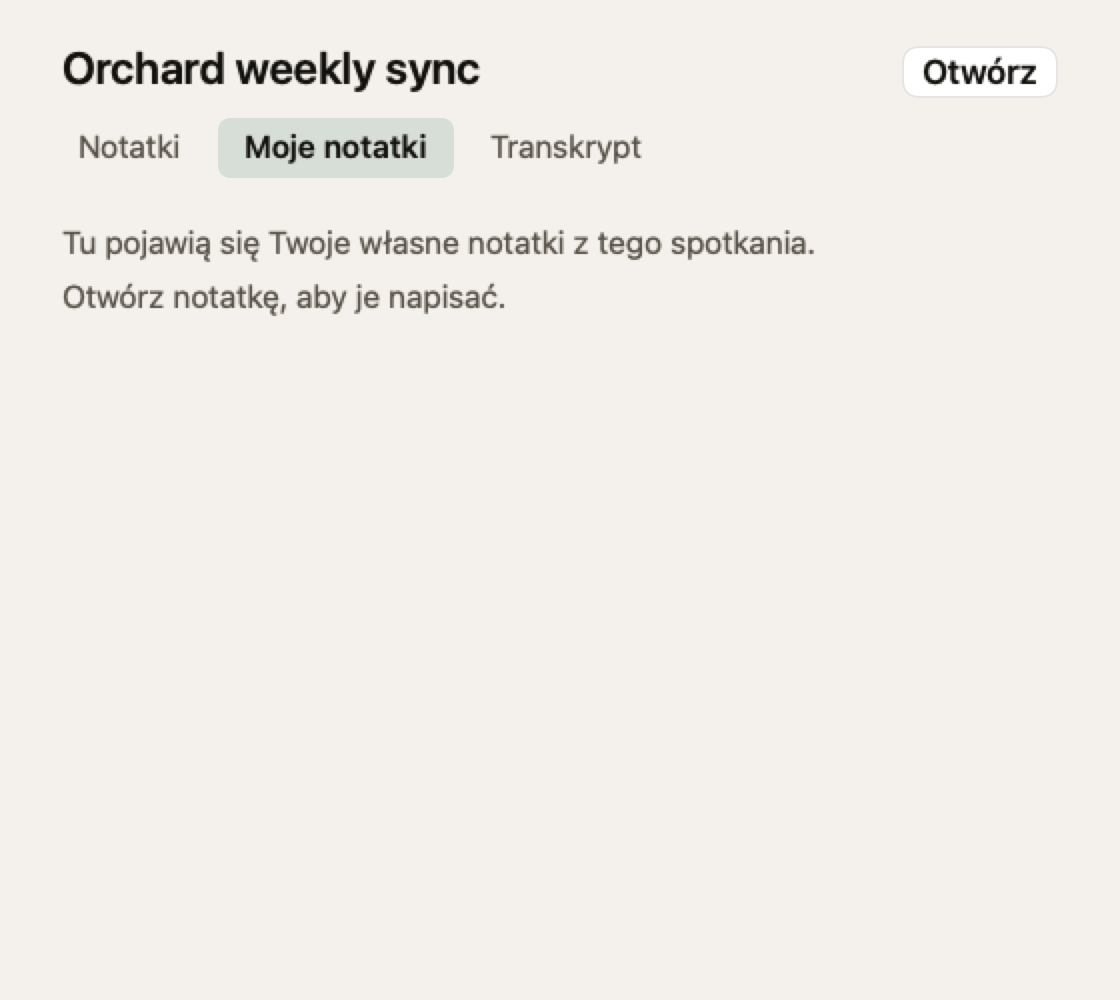 Orchard weekly sync
Otwórz
Notatki Moje notatki Transkrypt
Tu pojawią się Twoje własne notatki z tego spotkania.
Otwórz notatkę, aby je napisać.